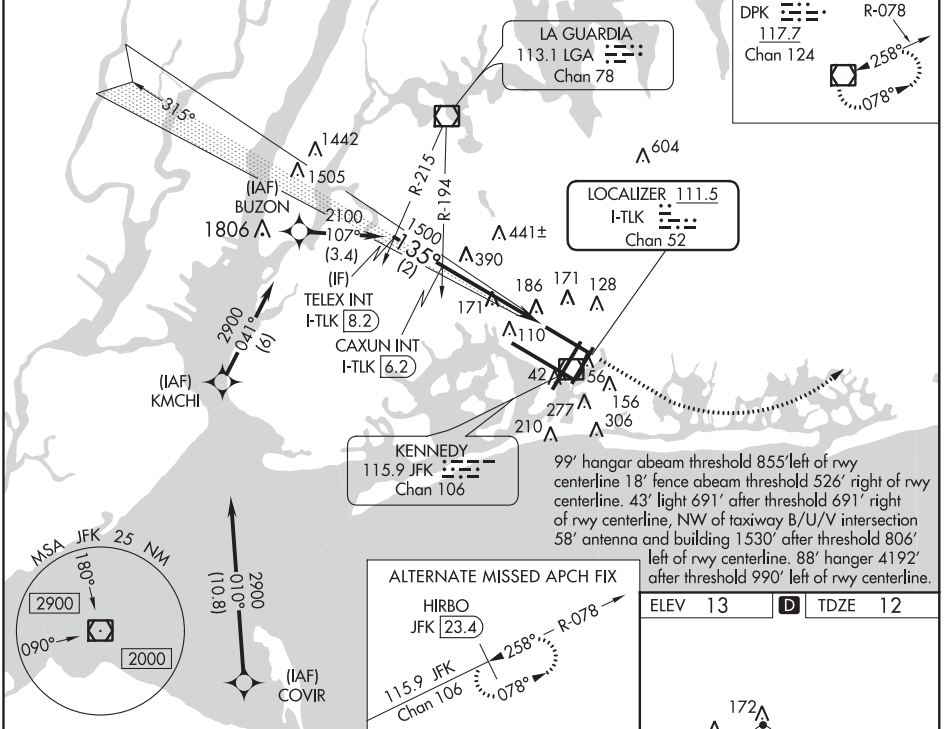 DPK
117.7
Chan 124
R-078
258°
078°
LA GUARDIA
113.1 LGA
Chan 78
315°
1442
1505
604
R-215
R-194
(IAF)
BUZON
1806
2100
107°
(3.4)
1500
135°
(2)
441±
390
LOCALIZER 111.5
I-TLK
Chan 52
(IF)
TELEX INT
I-TLK 8.2
CAXUN INT
I-TLK 6.2
171
186
171
128
110
2900
041°
(6)
(IAF)
KMCHI
42
56
156
277
306
210
KENNEDY
115.9 JFK
Chan 106
99' hangar abeam threshold 855'left of rwy
centerline 18' fence abeam threshold 526' right of rwy
centerline. 43' light 691' after threshold 691' right
of rwy centerline, NW of taxiway B/U/V intersection
58' antenna and building 1530' after threshold 806'
left of rwy centerline. 88' hanger 4192'
after threshold 990' left of rwy centerline.
MSA JFK 25 NM
180°
2900
090°
2000
2900
010°
(10.8)
(IAF)
COVIR
ALTERNATE MISSED APCH FIX
HIRBO
JFK 23.4
R-078
258°
078°
115.9 JFK
Chan 106
ELEV 13 D TDZE 12
172